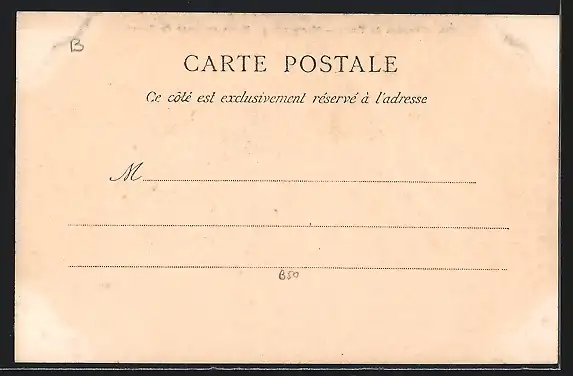 B
CARTE POSTALE
Ce côté est exclusivement réservé à l'adresse
M
B50